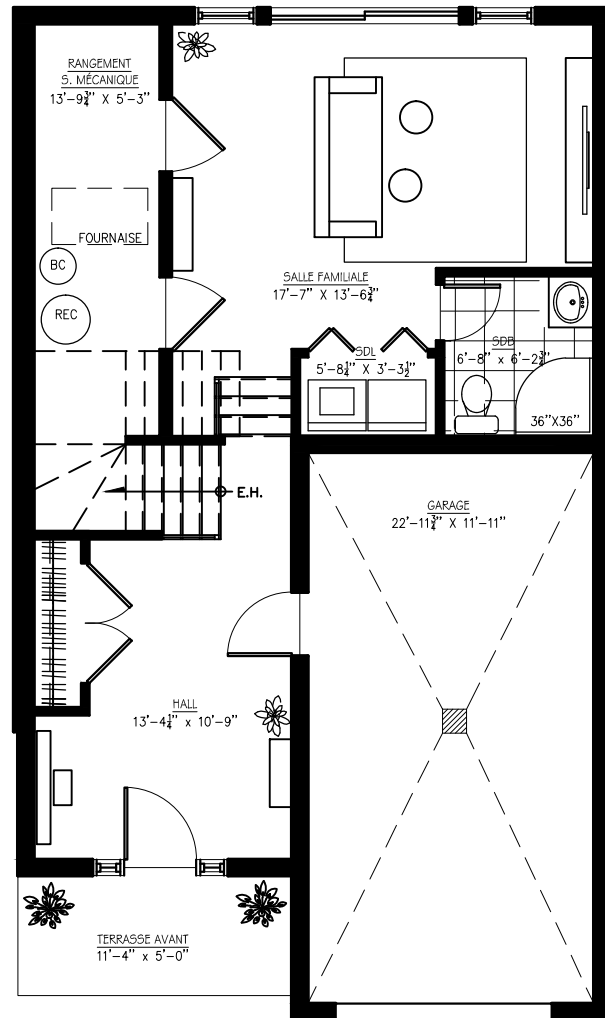 RANGEMENT
S. MÉCANIQUE
13'-9¾" X 5'-3"
FOURNAISE
BC
REC
SALLE FAMILIALE
17'-7" X 13'-6¾"
SDL
5'-8¼" X 3'-3½"
SDB
6'-8" x 6'-2¾"
36"X36"
E.H.
GARAGE
22'-11¾" X 11'-11"
HALL
13'-4¼" x 10'-9"
TERRASSE AVANT
11'-4" x 5'-0"